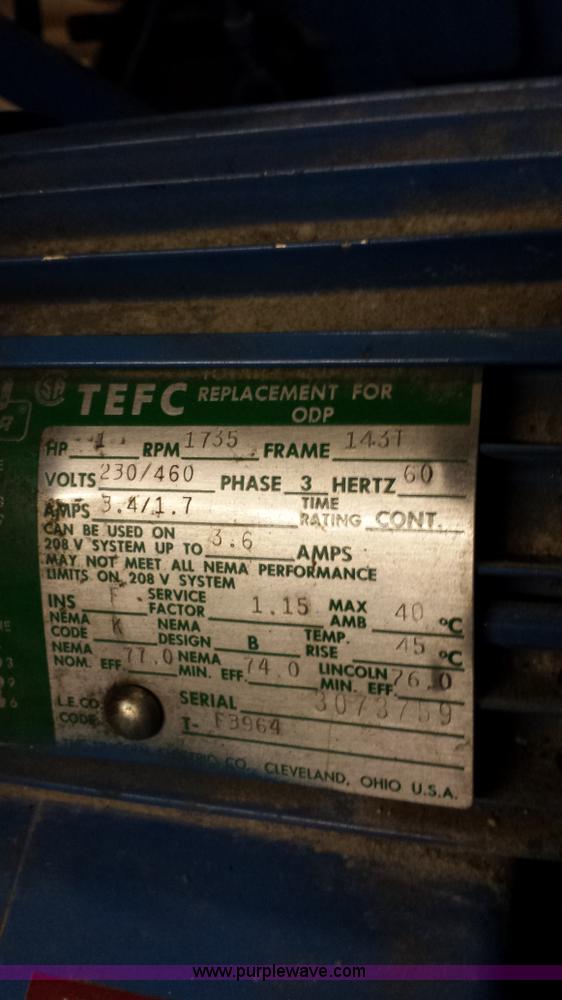 SA TEFC REPLACEMENT FOR
ODP
HP 1 RPM 1735 FRAME 143T
VOLTS 230/460 PHASE 3 HERTZ 60
AMPS 3.4/1.7 TIME RATING CONT.
CAN BE USED ON
208 V SYSTEM UP TO 3.6 AMPS
MAY NOT MEET ALL NEMA PERFORMANCE
LIMITS ON 208 V SYSTEM
INS F SERVICE FACTOR 1.15 MAX AMB 40 °C
NEMA CODE K NEMA DESIGN B TEMP. RISE 45 °C
NEMA NOM. EFF. 77.0 NEMA MIN. EFF. 74.0 LINCOLN MIN. EFF. 76.0
L.E.CO. CODE SERIAL 3073759
T- F3964
CO., CLEVELAND, OHIO U.S.A.
www.purplewave.com